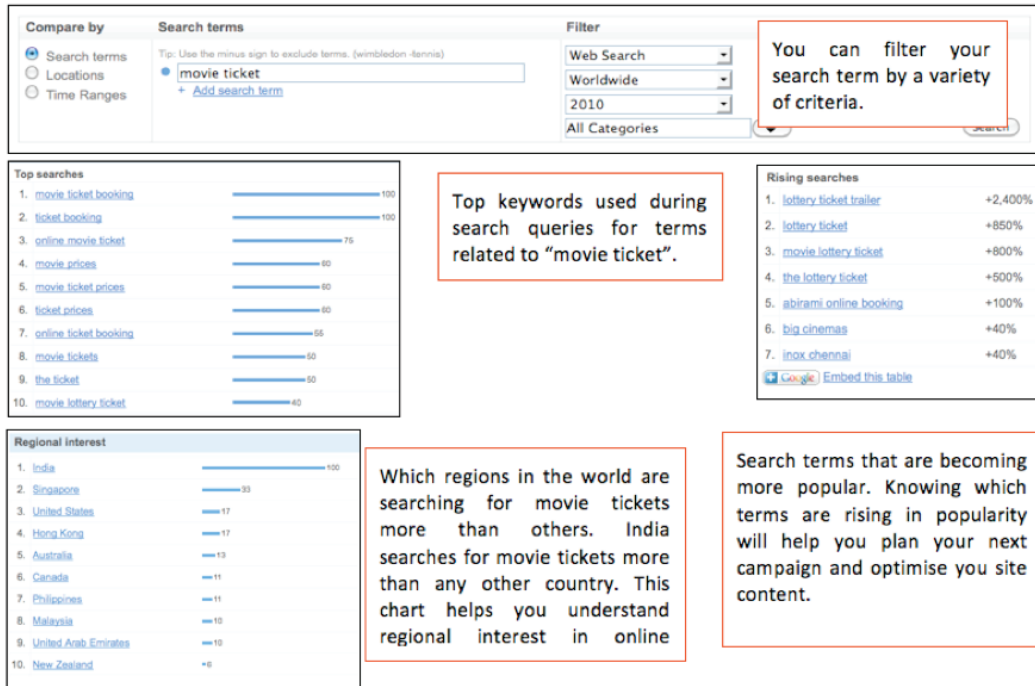 Compare by
Search terms
Filter
Search terms
Locations
Time Ranges
Tip: Use the minus sign to exclude terms. (wimbledon -tennis)
movie ticket
+ Add search term
Web Search
Worldwide
2010
All Categories
Search
You can filter your
search term by a variety
of criteria.
Top searches
1. movie ticket booking 100
2. ticket booking 100
3. online movie ticket 75
4. movie prices 60
5. movie ticket prices 60
6. ticket prices 60
7. online ticket booking 55
8. movie tickets 50
9. the ticket 50
10. movie lottery ticket 40
Top keywords used during
search queries for terms
related to “movie ticket”.
Rising searches
1. lottery ticket trailer +2,400%
2. lottery ticket +850%
3. movie lottery ticket +800%
4. the lottery ticket +500%
5. abirami online booking +100%
6. big cinemas +40%
7. inox chennai +40%
Google Embed this table
Regional interest
1. India 100
2. Singapore 33
3. United States 17
4. Hong Kong 17
5. Australia 13
6. Canada 11
7. Philippines 11
8. Malaysia 10
9. United Arab Emirates 10
10. New Zealand 6
Which regions in the world are
searching for movie tickets
more than others. India
searches for movie tickets more
than any other country. This
chart helps you understand
regional interest in online
Search terms that are becoming
more popular. Knowing which
terms are rising in popularity
will help you plan your next
campaign and optimise you site
content.